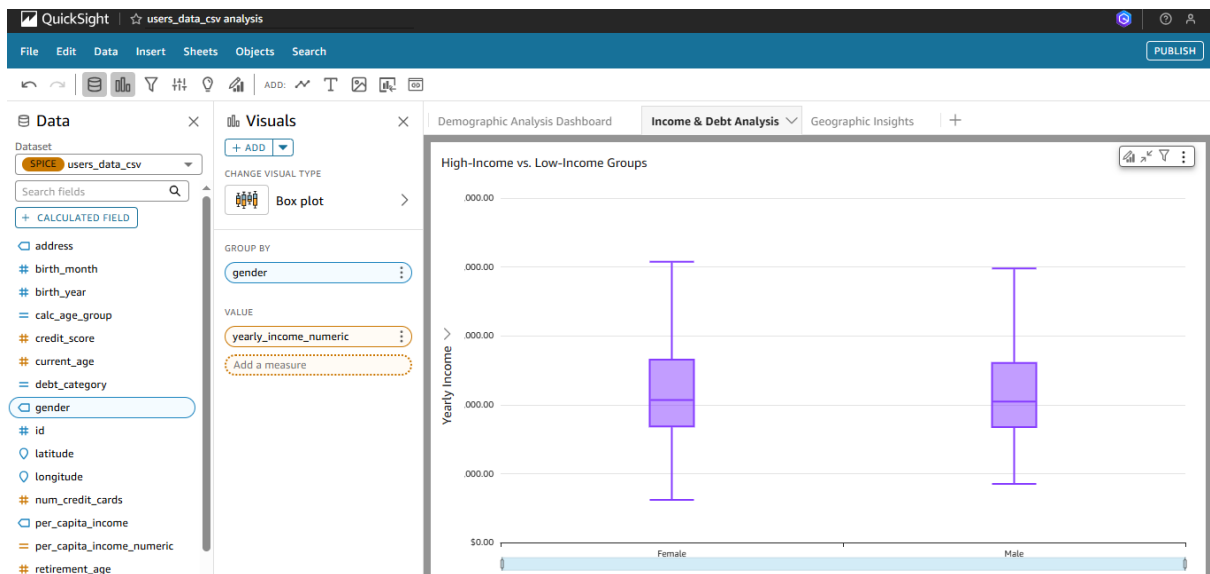 QuickSight users_data_csv analysis
File Edit Data Insert Sheets Objects Search PUBLISH
ADD:
Data
Dataset
SPICE users_data_csv
Search fields
+ CALCULATED FIELD
address
birth_month
birth_year
calc_age_group
credit_score
current_age
debt_category
gender
id
latitude
longitude
num_credit_cards
per_capita_income
per_capita_income_numeric
retirement_age
Visuals
+ ADD
CHANGE VISUAL TYPE
Box plot
GROUP BY
gender
VALUE
yearly_income_numeric
Add a measure
Demographic Analysis Dashboard Income & Debt Analysis Geographic Insights
High-Income vs. Low-Income Groups
,000.00
,000.00
,000.00
,000.00
,000.00
$0.00
Yearly Income
Female Male